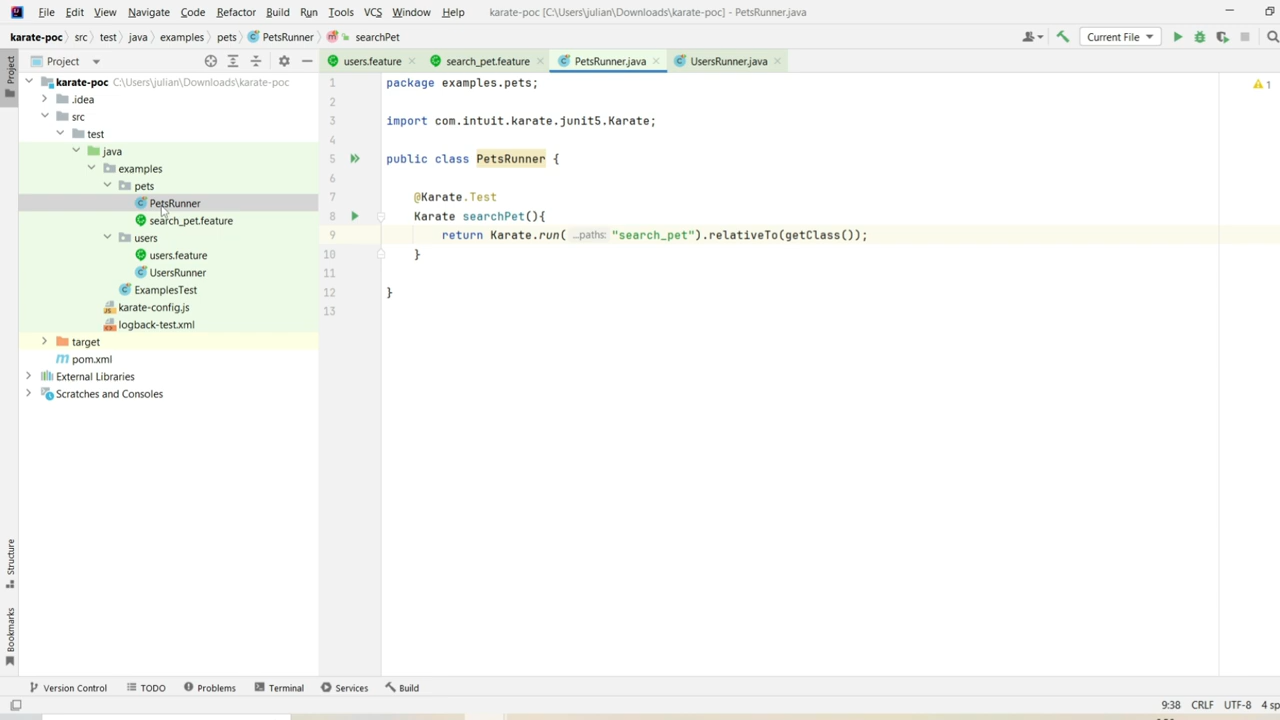 File Edit View Navigate Code Refactor Build Run Tools VCS Window Help karate-poc [C:\Users\julian\Downloads\karate-poc] - PetsRunner.java
karate-poc src test java examples pets PetsRunner searchPet Current File
Project users.feature search_pet.feature PetsRunner.java UsersRunner.java
Project
karate-poc C:\Users\julian\Downloads\karate-poc
.idea
src
test
java
examples
pets
PetsRunner
search_pet.feature
users
users.feature
UsersRunner
ExamplesTest
karate-config.js
logback-test.xml
target
pom.xml
External Libraries
Scratches and Consoles
1 package examples.pets;
2
3 import com.intuit.karate.junit5.Karate;
4
5 public class PetsRunner {
6
7 @Karate.Test
8 Karate searchPet(){
9 return Karate.run( ...paths: "search_pet").relativeTo(getClass());
10 }
11
12 }
13
1
Structure
Bookmarks
Version Control TODO Problems Terminal Services Build
9:38 CRLF UTF-8 4 sp